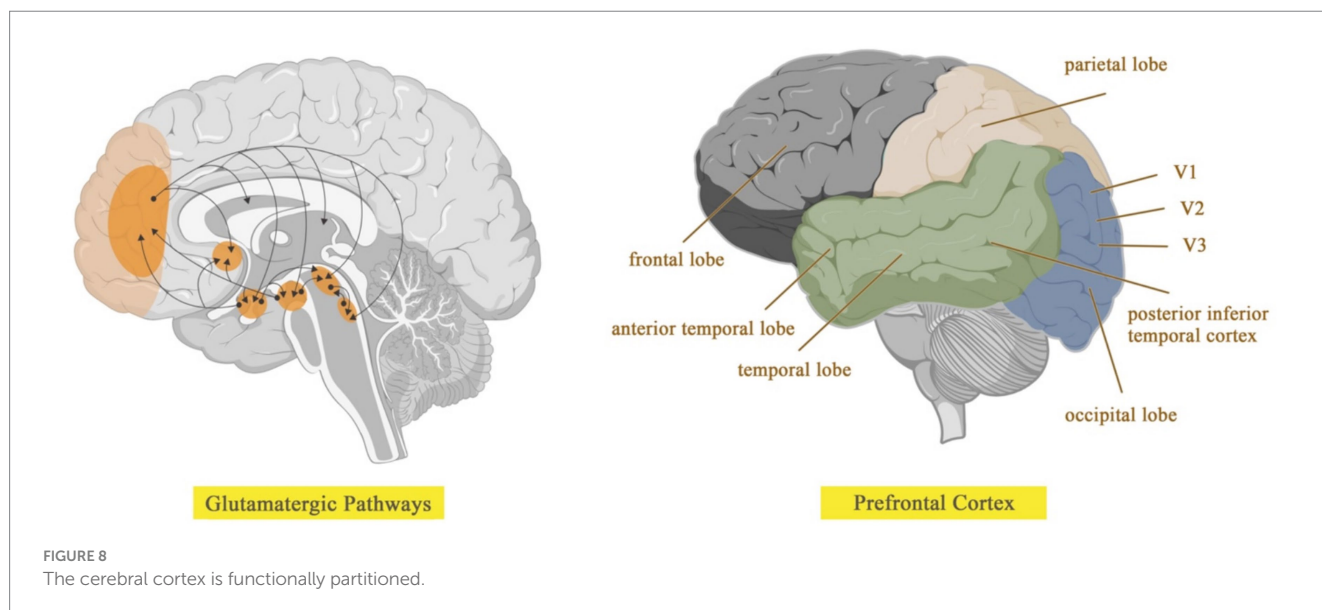 parietal lobe
V1
V2
V3
frontal lobe
anterior temporal lobe
temporal lobe
posterior inferior
temporal cortex
occipital lobe
Glutamatergic Pathways
Prefrontal Cortex
FIGURE 8
The cerebral cortex is functionally partitioned.